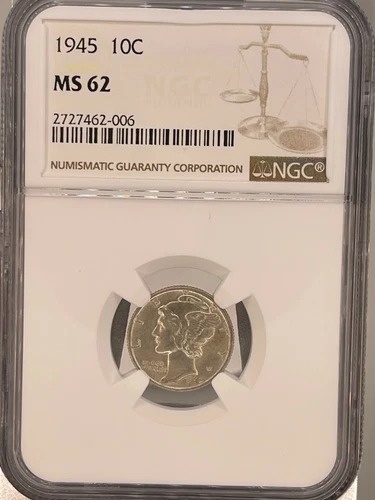 1945 10C
MS 62
2727462-006
NUMISMATIC GUARANTY CORPORATION
NGC®